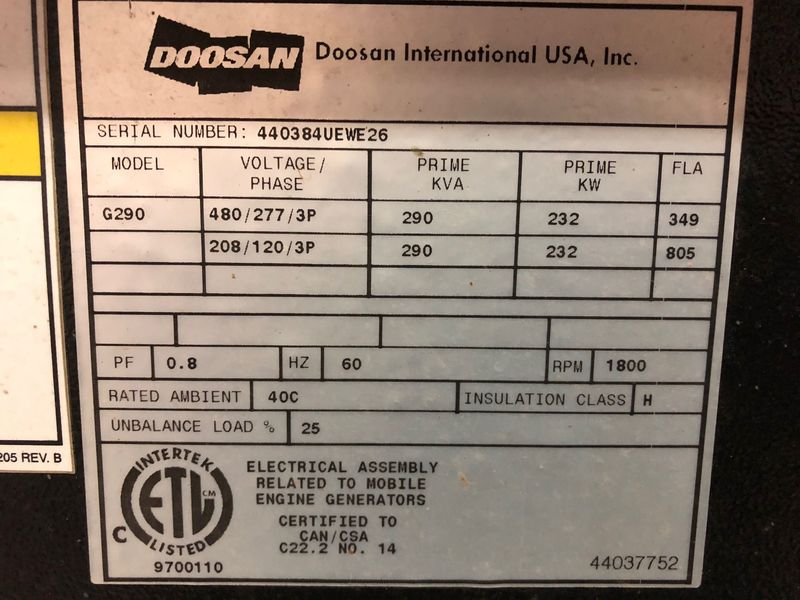 DOOSAN Doosan International USA, Inc.
SERIAL NUMBER: 440384UEWE26
MODEL VOLTAGE/PHASE PRIME KVA PRIME KW FLA
G290 480/277/3P 290 232 349
208/120/3P 290 232 805
PF 0.8 HZ 60 RPM 1800
RATED AMBIENT 40C INSULATION CLASS H
UNBALANCE LOAD % 25
205 REV. B
INTERTEK
ETL CM
C
LISTED
9700110
ELECTRICAL ASSEMBLY
RELATED TO MOBILE
ENGINE GENERATORS
CERTIFIED TO
CAN/CSA
C22.2 NO. 14
44037752